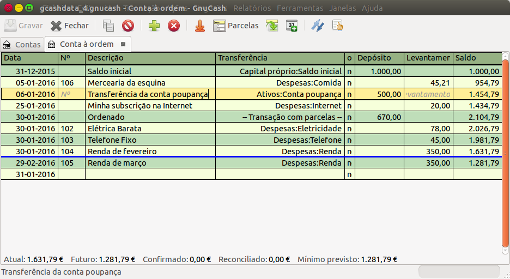 gcashdata_4.gnucash - Conta à ordem - GnuCash
Relatórios Ferramentas Janelas Ajuda
Gravar Fechar Parcelas
Contas Conta à ordem
Data Nº Descrição Transferência o Depósito Levantamer Saldo
31-12-2015 Saldo inicial Capital próprio:Saldo inicial n 1.000,00 1.000,00
05-01-2016 106 Mercearia da esquina Despesas:Comida n 45,21 954,79
06-01-2016 Nº Transferência da conta poupança Ativos:Conta poupança n 500,00 vantamento 1.454,79
25-01-2016 Minha subscrição na Internet Despesas:Internet n 20,00 1.434,79
30-01-2016 Ordenado -- Transação com parcelas -- n 670,00 2.104,79
30-01-2016 102 Elétrica Barata Despesas:Eletricidade n 78,00 2.026,79
30-01-2016 103 Telefone Fixo Despesas:Telefone n 45,00 1.981,79
30-01-2016 104 Renda de fevereiro Despesas:Renda n 350,00 1.631,79
29-02-2016 105 Renda de março Despesas:Renda n 350,00 1.281,79
31-01-2016 n
Atual: 1.631,79 € Futuro: 1.281,79 € Confirmado: 0,00 € Reconciliado: 0,00 € Mínimo previsto: 1.281,79 €
Transferência da conta poupança